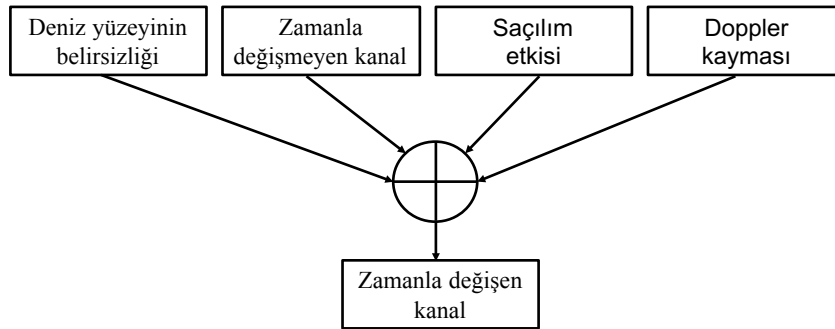 Deniz yüzeyinin
belirsizliği
Zamanla
değişmeyen kanal
Saçılım
etkisi
Doppler
kayması
Zamanla değişen
kanal